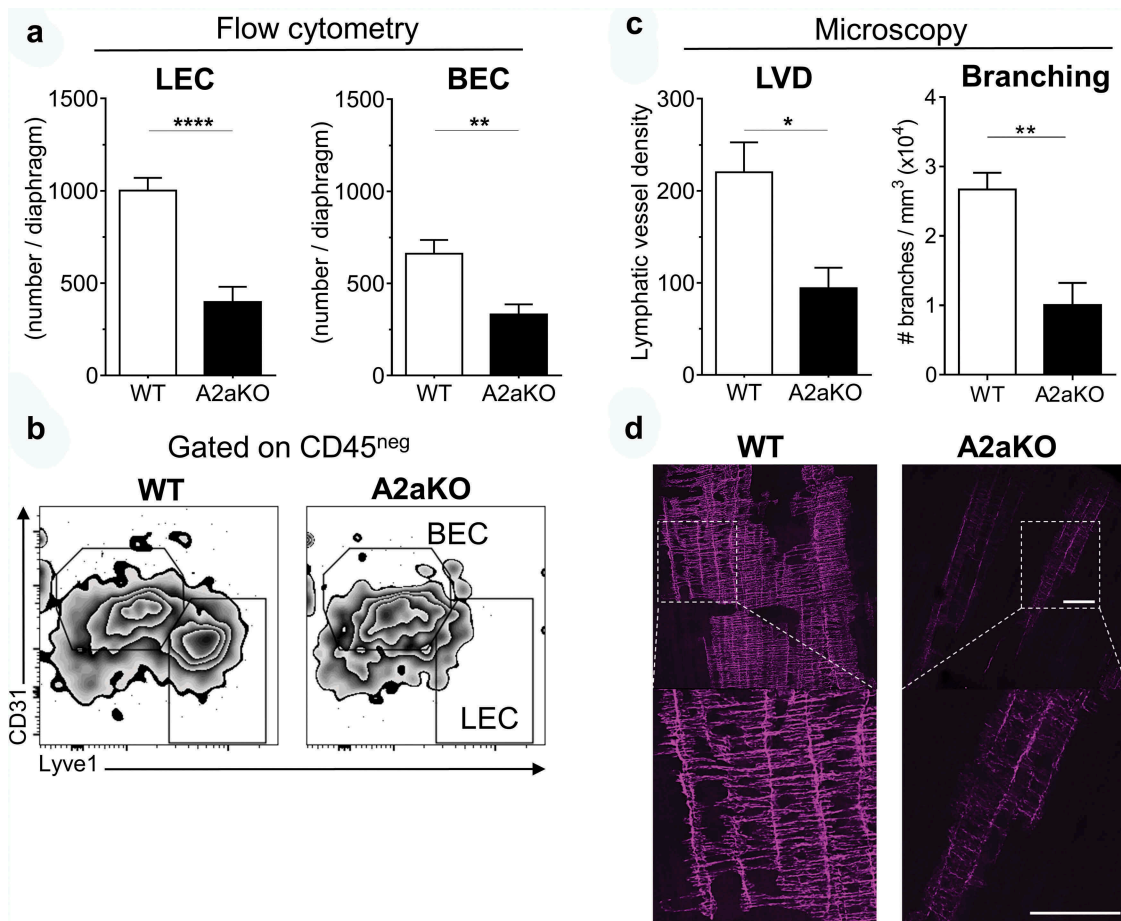 a
Flow cytometry
LEC
BEC
(number / diaphragm)
1500
1000
500
0
****
WT
A2aKO
(number / diaphragm)
1500
1000
500
0
**
WT
A2aKO
c
Microscopy
LVD
Branching
Lymphatic vessel density
300
200
100
0
*
WT
A2aKO
# branches / mm³ (x10⁴)
4
3
2
1
0
**
WT
A2aKO
b
Gated on CD45ⁿᵉᵍ
WT
A2aKO
BEC
LEC
CD31
Lyve1
d
WT
A2aKO